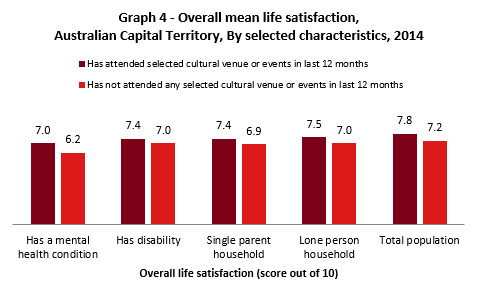 Graph 4 - Overall mean life satisfaction,
Australian Capital Territory, By selected characteristics, 2014
Has attended selected cultural venue or events in last 12 months
Has not attended any selected cultural venue or events in last 12 months
7.0 6.2 7.4 7.0 7.4 6.9 7.5 7.0 7.8 7.2
Has a mental health condition
Has disability
Single parent household
Lone person household
Total population
Overall life satisfaction (score out of 10)